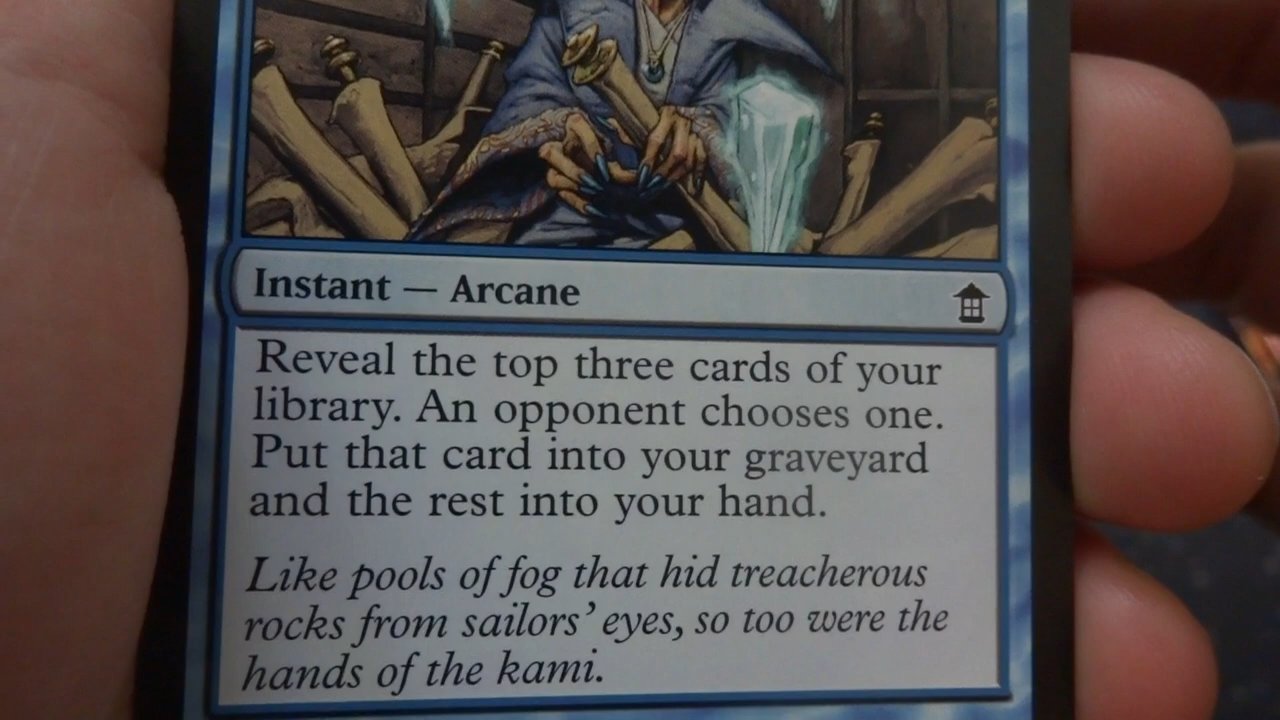 Instant — Arcane
Reveal the top three cards of your
library. An opponent chooses one.
Put that card into your graveyard
and the rest into your hand.
Like pools of fog that hid treacherous
rocks from sailors' eyes, so too were the
hands of the kami.